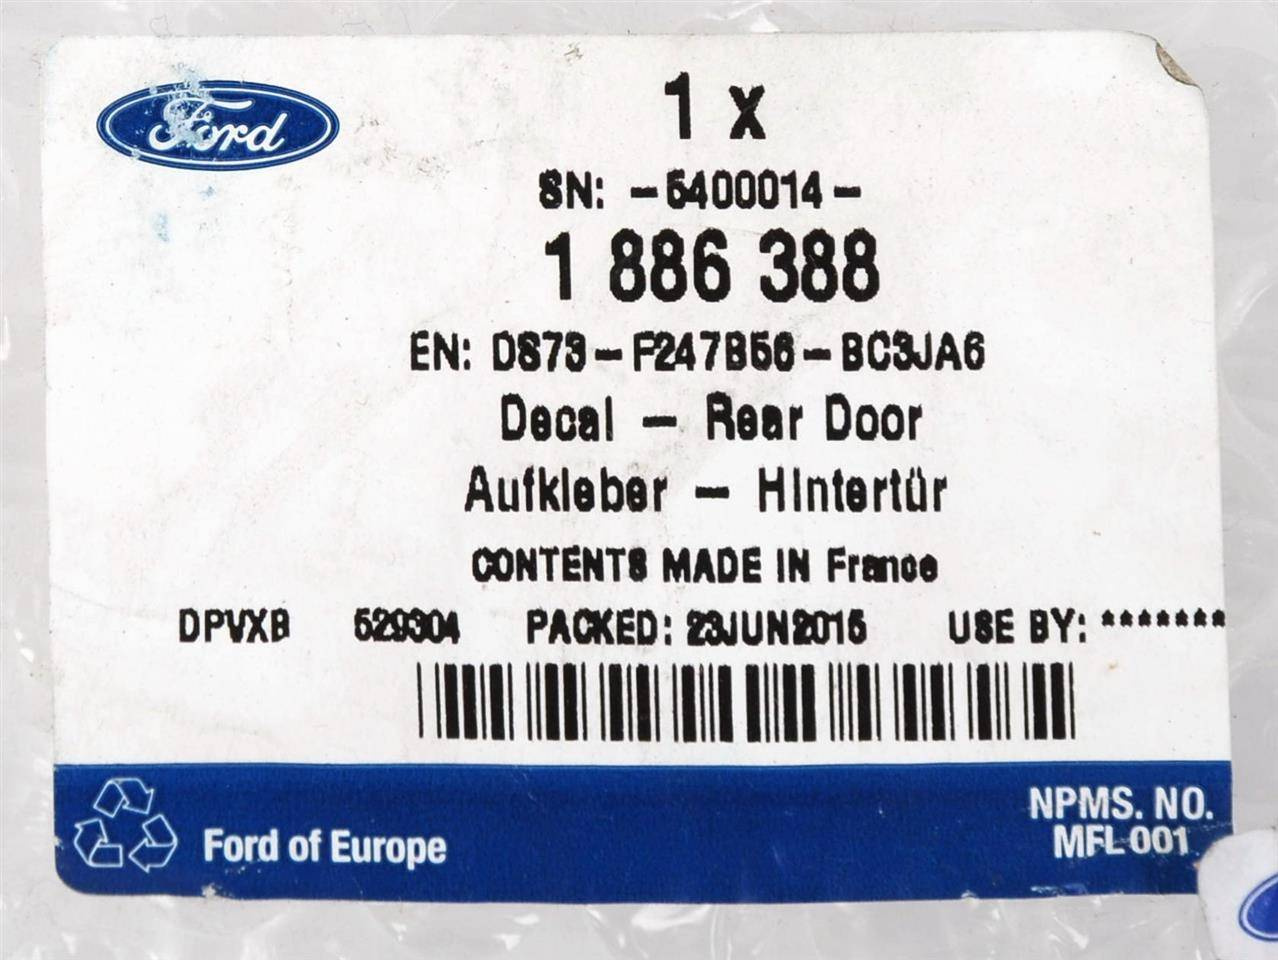 Ford
1 x
SN: -5400014-
1 886 388
EN: DS73-F247B56-BC3JA6
Decal - Rear Door
Aufkleber - Hintertür
CONTENTS MADE IN France
DPVXB 529304 PACKED: 23JUN2015 USE BY: *******
Ford of Europe
NPMS. NO.
MFL 001